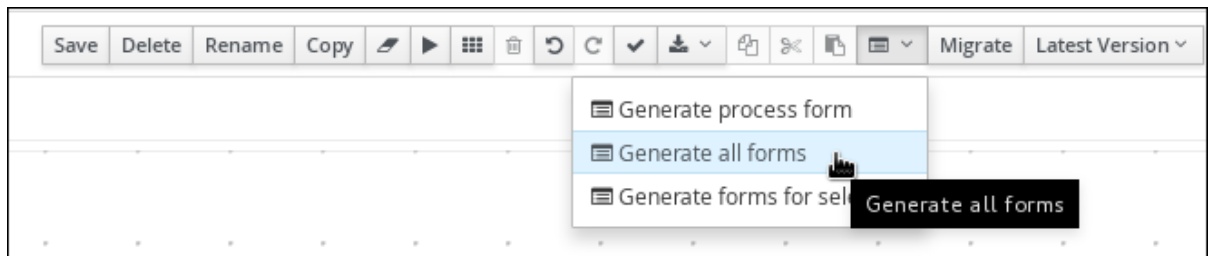 Save Delete Rename Copy Migrate Latest Version
Generate process form
Generate all forms
Generate forms for sele
Generate all forms